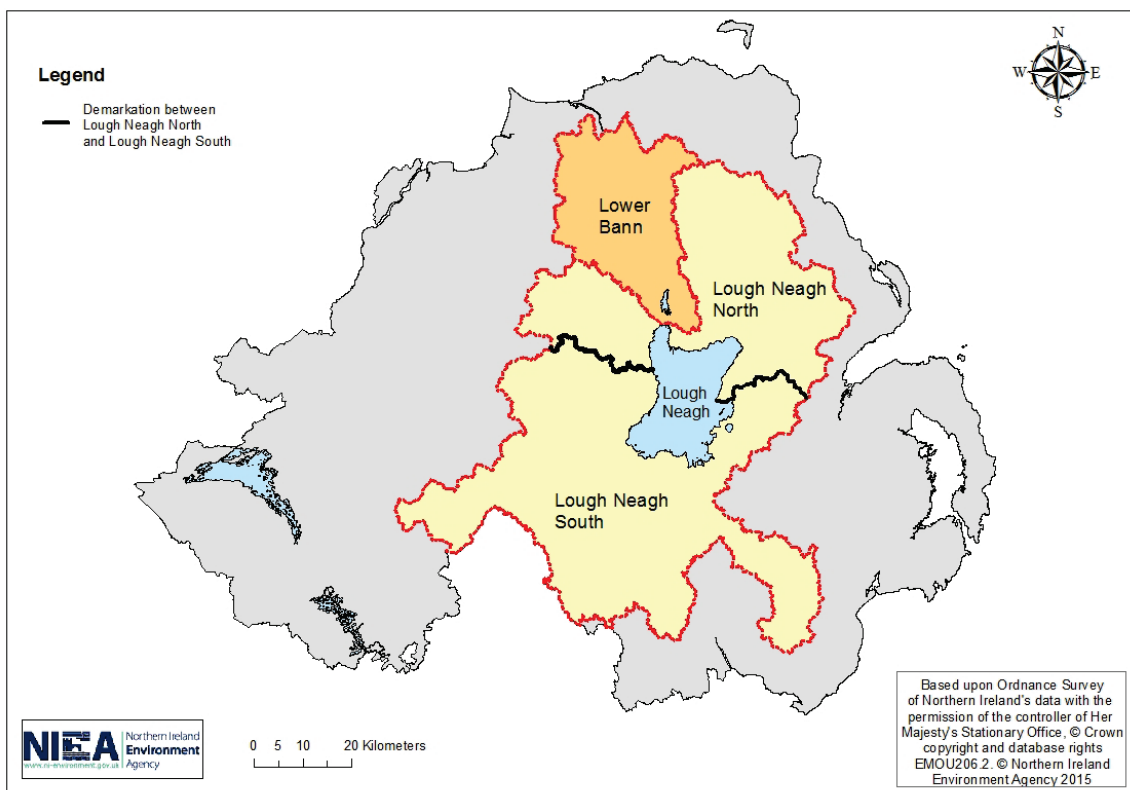 N
W E
S
Legend
Demarkation between
Lough Neagh North
and Lough Neagh South
Lower
Bann
Lough Neagh
North
Lough
Neagh
Lough Neagh
South
NIEA
www.ni-environment.gov.uk
Northern Ireland
Environment
Agency
0 5 10 20 Kilometers
Based upon Ordnance Survey
of Northern Ireland's data with the
permission of the controller of Her
Majesty's Stationary Office, © Crown
copyright and database rights
EMOU206.2. © Northern Ireland
Environment Agency 2015